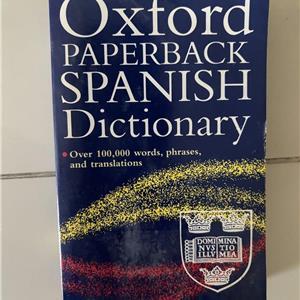 Oxford
PAPERBACK
SPANISH
Dictionary
• Over 100,000 words, phrases,
and translations
DOMI MINA
NVS TIO
ILLV MEA